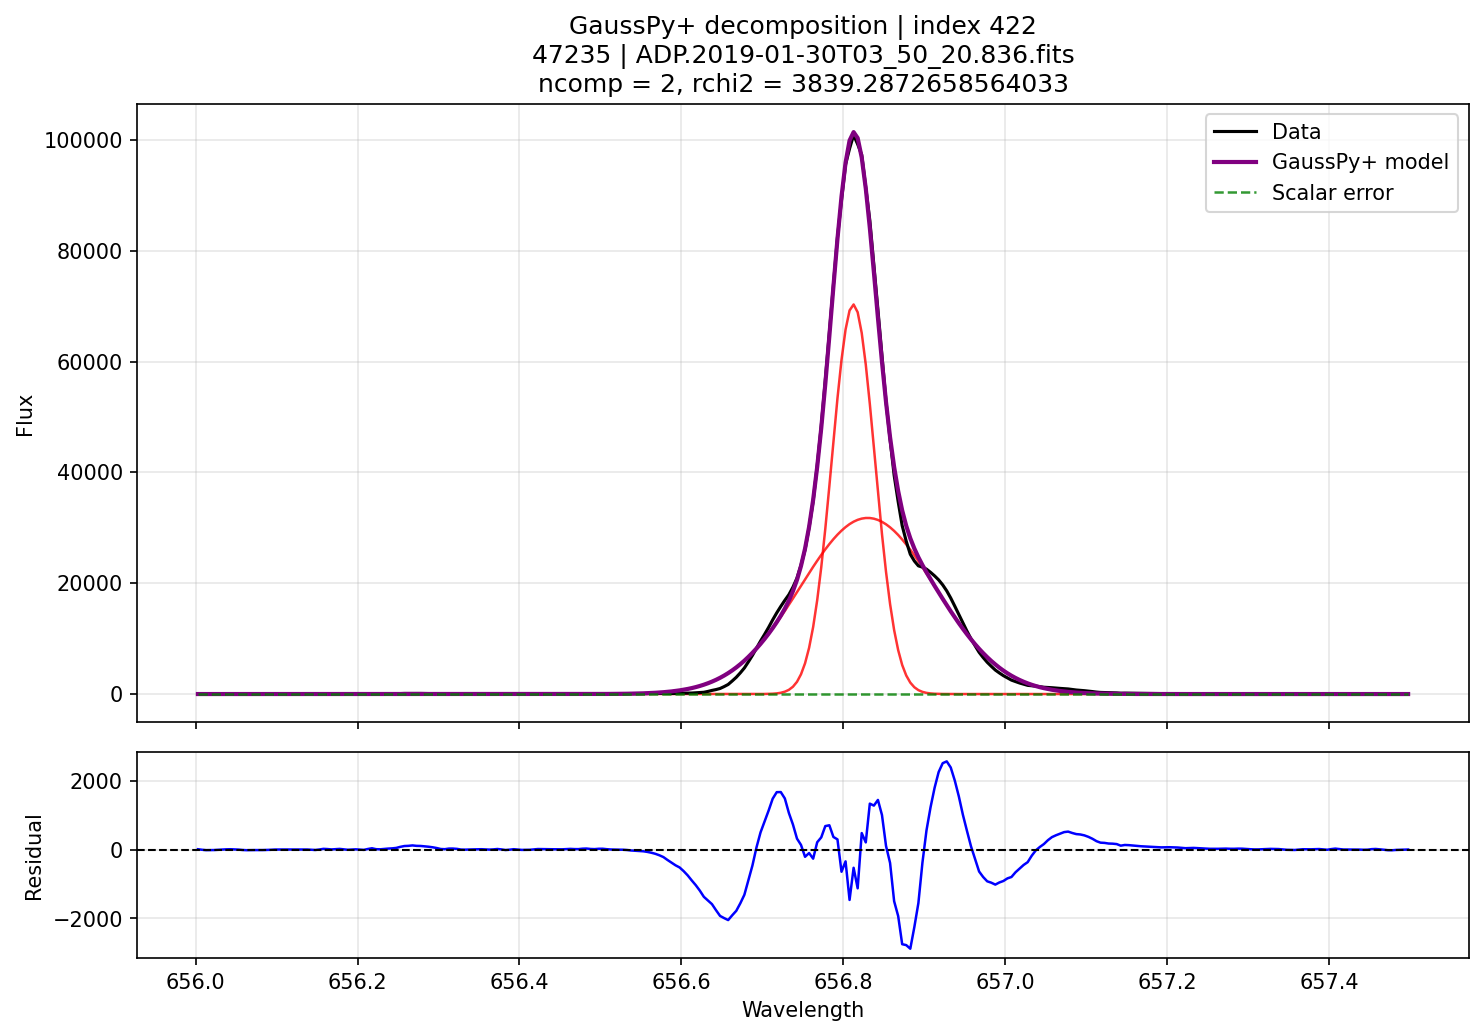 GaussPy+ decomposition | index 422
47235 | ADP.2019-01-30T03_50_20.836.fits
ncomp = 2, rchi2 = 3839.2872658564033
Data
GaussPy+ model
Scalar error
100000
80000
60000
40000
20000
0
Flux
2000
0
−2000
Residual
656.0 656.2 656.4 656.6 656.8 657.0 657.2 657.4
Wavelength